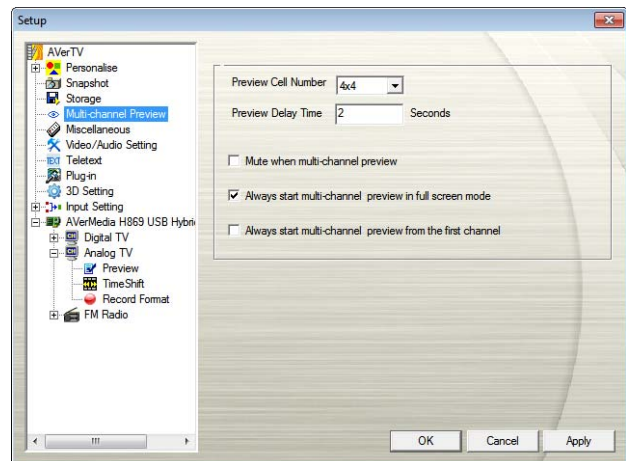 Setup
AVerTV
Personalise
Snapshot
Storage
Multi-channel Preview
Miscellaneous
Video/Audio Setting
TEXT Teletext
Plug-in
3D Setting
Input Setting
AVerMedia H869 USB Hybri
Digital TV
Analog TV
Preview
TimeShift
Record Format
FM Radio
Preview Cell Number 4x4
Preview Delay Time 2 Seconds
Mute when multi-channel preview
Always start multi-channel preview in full screen mode
Always start multi-channel preview from the first channel
OK Cancel Apply